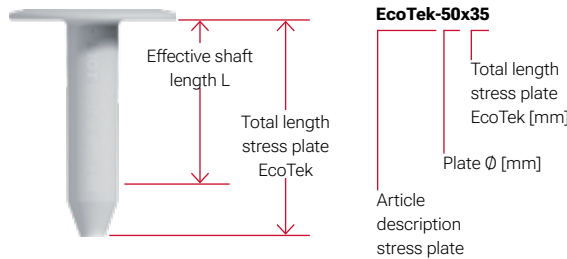 EcoTek-50x35
Effective shaft
length L
Total length
stress plate
EcoTek
Total length
stress plate
EcoTek [mm]
Plate Ø [mm]
Article
description
stress plate